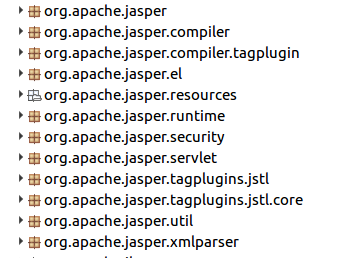 org.apache.jasper
org.apache.jasper.compiler
org.apache.jasper.compiler.tagplugin
org.apache.jasper.el
org.apache.jasper.resources
org.apache.jasper.runtime
org.apache.jasper.security
org.apache.jasper.servlet
org.apache.jasper.tagplugins.jstl
org.apache.jasper.tagplugins.jstl.core
org.apache.jasper.util
org.apache.jasper.xmlparser